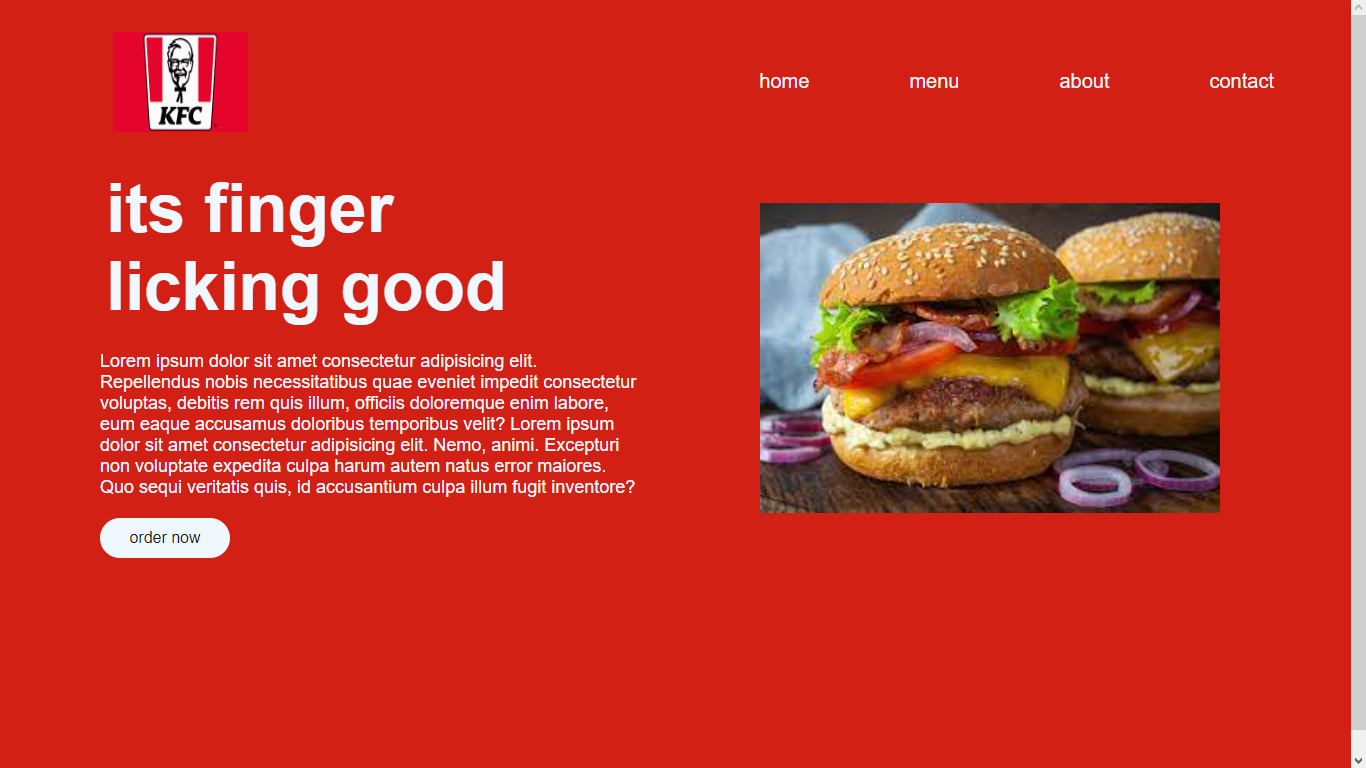 KFC
home menu about contact
its finger
licking good
Lorem ipsum dolor sit amet consectetur adipisicing elit.
Repellendus nobis necessitatibus quae eveniet impedit consectetur
voluptas, debitis rem quis illum, officiis doloremque enim labore,
eum eaque accusamus doloribus temporibus velit? Lorem ipsum
dolor sit amet consectetur adipisicing elit. Nemo, animi. Excepturi
non voluptate expedita culpa harum autem natus error maiores.
Quo sequi veritatis quis, id accusantium culpa illum fugit inventore?
order now